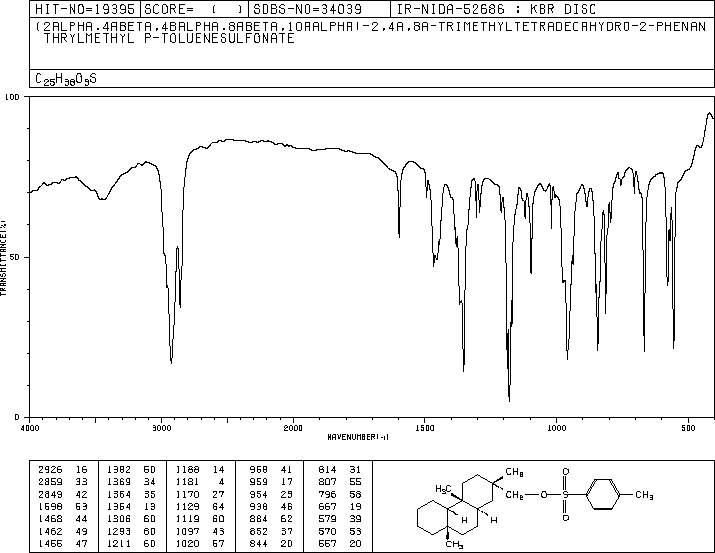 HIT-NO=19395 SCORE= ( ) SDBS-NO=34039 IR-NIDA-52686 : KBR DISC
(2ALPHA,4ABETA,4BALPHA,8ABETA,10AALPHA)-2,4A,8A-TRIMETHYLTETRADECAHYDRO-2-PHENAN
THRYLMETHYL P-TOLUENESULFONATE
C25H38O3S
100
50
0
TRANSMITTANCE(%)
4000 3000 2000 1500 1000 500
WAVENUMBER(-1)
2926 16 1382 50 1188 14 968 41 814 31
2859 33 1369 34 1181 4 959 17 807 55
2849 42 1364 35 1170 27 954 29 796 58
1598 53 1354 13 1129 64 938 46 667 19
1468 44 1306 60 1119 60 884 62 579 39
1462 49 1293 60 1097 43 852 37 570 53
1455 47 1211 60 1020 57 844 20 557 20
CH3
H3C
CH2
O
S
O
O
CH3
H
H
CH3